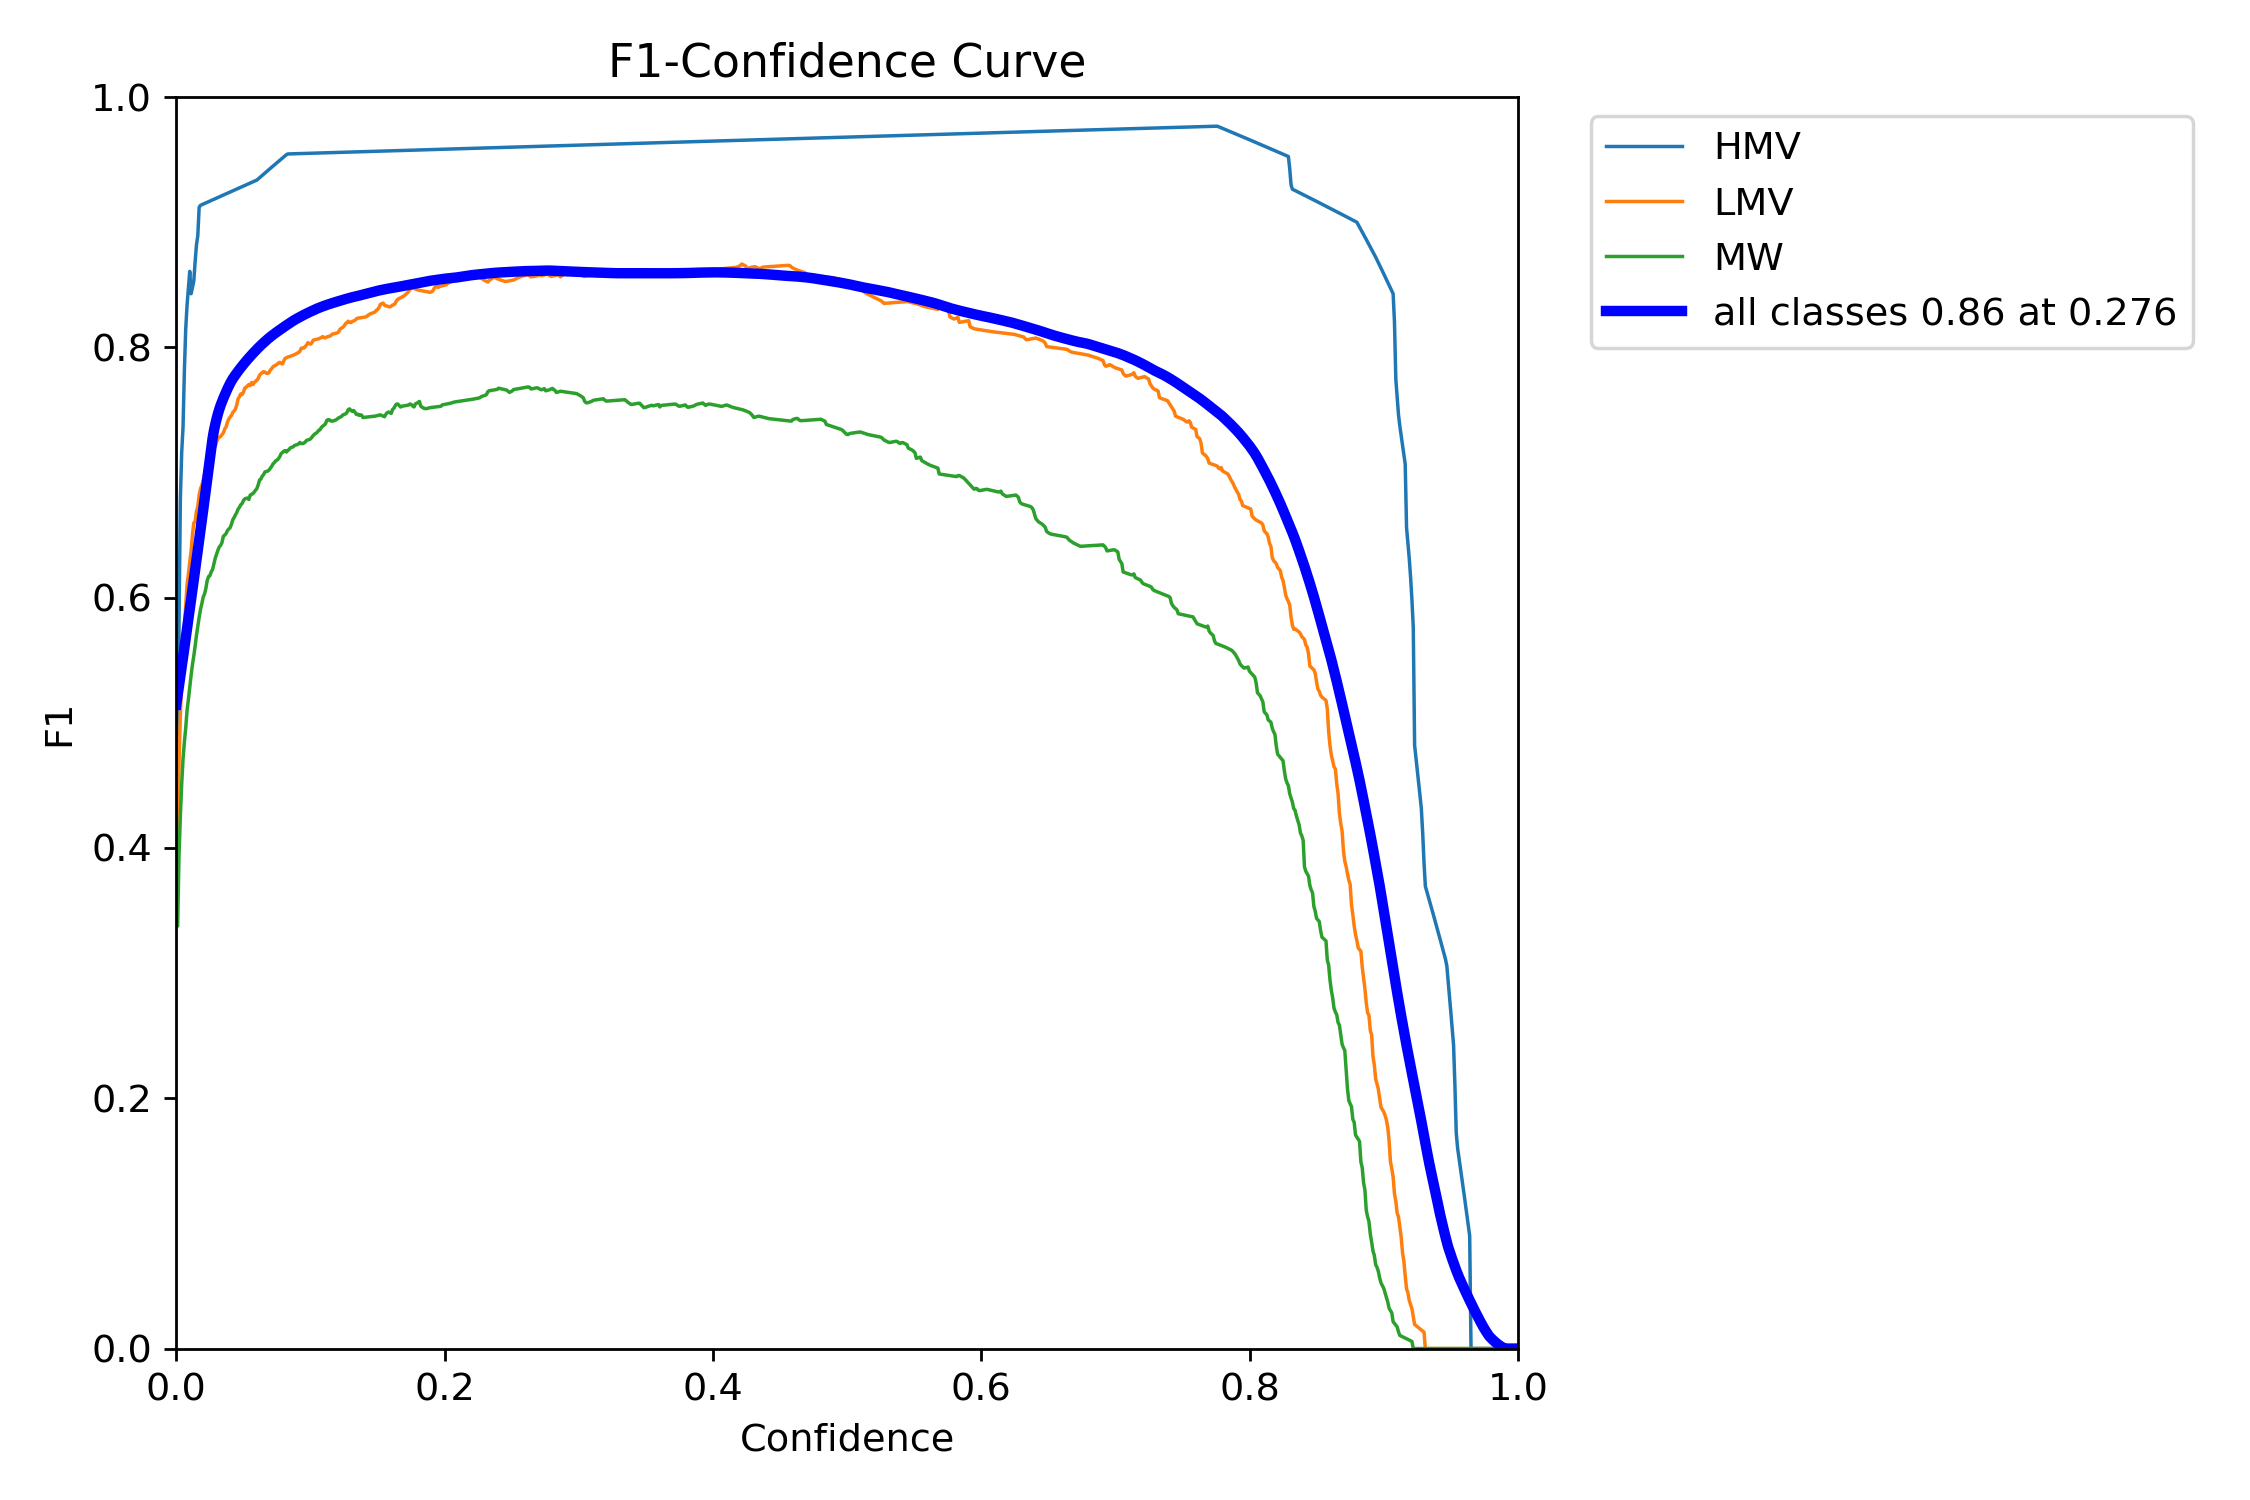 F1-Confidence Curve
1.0
0.8
0.6
0.4
0.2
0.0
F1
0.0 0.2 0.4 0.6 0.8 1.0
Confidence
HMV
LMV
MW
all classes 0.86 at 0.276